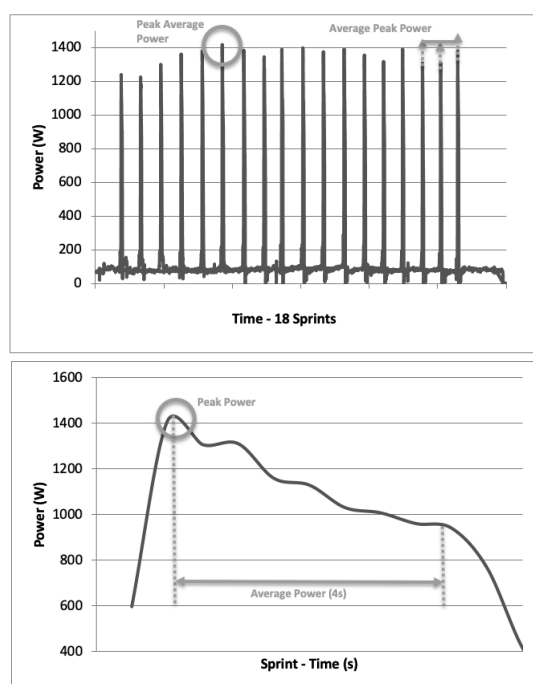 Peak Average
Power
Average Peak Power
1400
1200
1000
800
600
400
200
0
Power (W)
Time - 18 Sprints
1600
1400
1200
1000
800
600
400
Power (W)
Peak Power
Average Power (4s)
Sprint - Time (s)